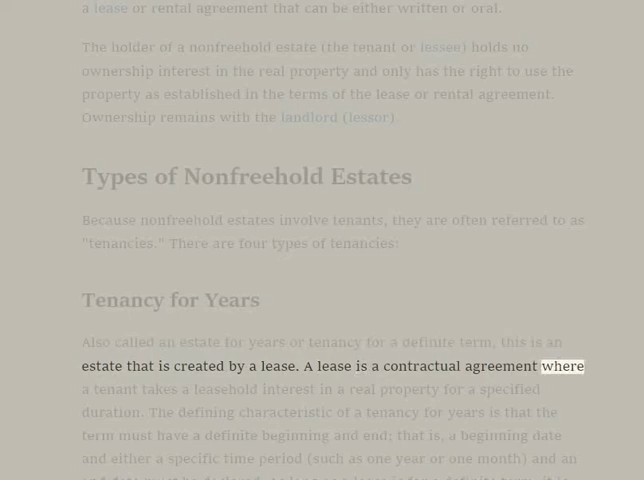 a lease or rental agreement that can be either written or oral.
The holder of a nonfreehold estate (the tenant or lessee) holds no
ownership interest in the real property and only has the right to use the
property as established in the terms of the lease or rental agreement.
Ownership remains with the landlord (lessor)
Types of Nonfreehold Estates
Because nonfreehold estates involve tenants, they are often referred to as
"tenancies." There are four types of tenancies:
Tenancy for Years
Also called an estate for years or tenancy for a definite term, this is an
estate that is created by a lease. A lease is a contractual agreement where
a tenant takes a leasehold interest in a real property for a specified
duration. The defining characteristic of a tenancy for years is that the
term must have a definite beginning and end; that is, a beginning date
and either a specific time period (such as one year or one month) and an